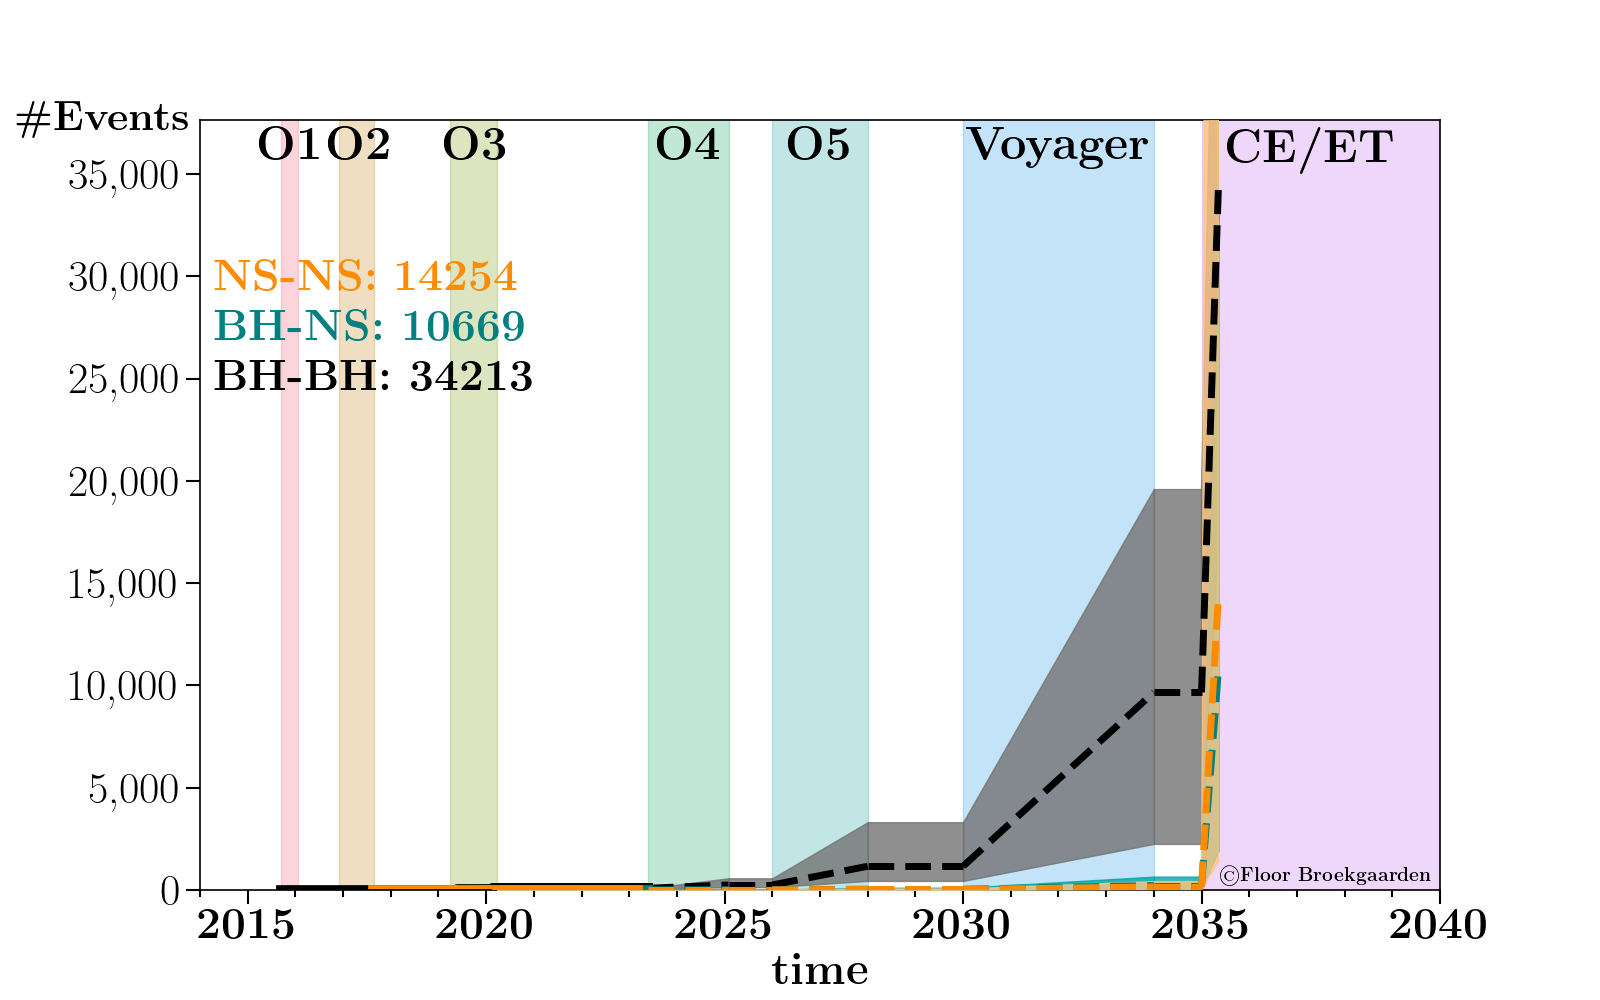 #Events
O1 O2 O3 O4 O5 Voyager CE/ET
35,000
30,000
NS-NS: 14254
BH-NS: 10669
BH-BH: 34213
25,000
20,000
15,000
10,000
5,000
0
©Floor Broekgaarden
2015 2020 2025 2030 2035 2040
time